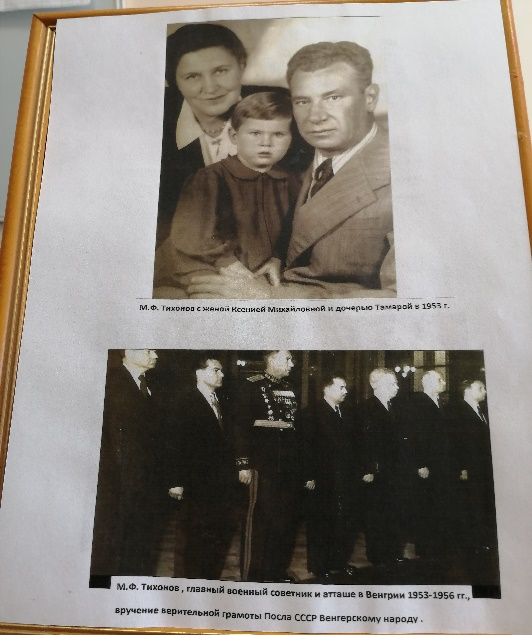 М.Ф. Тихонов с женой Ксенией Михайловной и дочерью Тамарой в 1953 г.
М.Ф. Тихонов , главный военный советник и атташе в Венгрии 1953-1956 гг.,
вручение верительной грамоты Посла СССР Венгерскому народу .